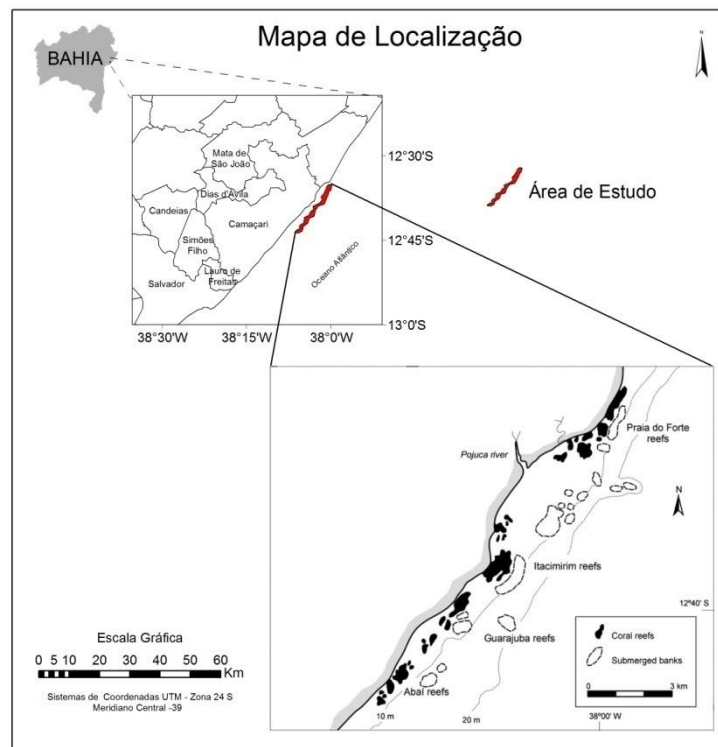 Mapa de Localização
BAHIA
N
12°30'S
12°45'S
13°0'S
38°30'W
38°15'W
38°0'W
Mata de
São João
Dias d'Ávila
Candeias
Camaçari
Simões
Filho
Lauro de
Freitas
Salvador
Oceano Atlântico
Área de Estudo
Praia do Forte
reefs
Pojuca river
N
Itacimirim reefs
12º40' S
Guarajuba reefs
Abaí reefs
10 m
20 m
38º00' W
Coral reefs
Submerged banks
0 3 km
Escala Gráfica
0 5 10 20 30 40 50 60
Km
Sistemas de Coordenadas UTM - Zona 24 S
Meridiano Central -39